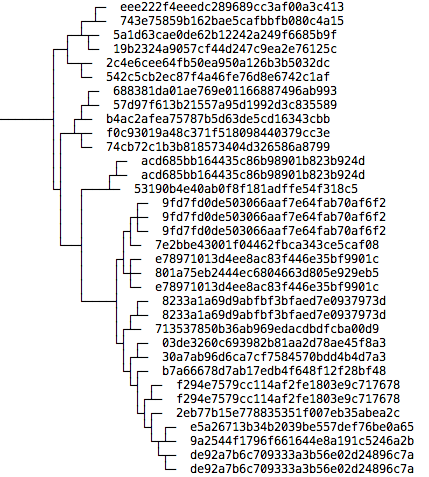 eee222f4eeedc289689cc3af00a3c413
743e75859b162bae5cafbbfb080c4a15
5a1d63cae0de62b12242a249f6685b9f
19b2324a9057cf44d247c9ea2e76125c
2c4e6cee64fb50ea950a126b3b5032dc
542c5cb2ec87f4a46fe76d8e6742c1af
688381da01ae769e01166887496ab993
57d97f613b21557a95d1992d3c835589
b4ac2afea75787b5d63de5cd16343cbb
f0c93019a48c371f518098440379cc3e
74cb72c1b3b818573404d326586a8799
acd685bb164435c86b98901b823b924d
acd685bb164435c86b98901b823b924d
53190b4e40ab0f8f181adffe54f318c5
9fd7fd0de503066aaf7e64fab70af6f2
9fd7fd0de503066aaf7e64fab70af6f2
9fd7fd0de503066aaf7e64fab70af6f2
7e2bbe43001f04462fbca343ce5caf08
e78971013d4ee8ac83f446e35bf9901c
801a75eb2444ec6804663d805e929eb5
e78971013d4ee8ac83f446e35bf9901c
8233a1a69d9abfbf3bfaed7e0937973d
8233a1a69d9abfbf3bfaed7e0937973d
713537850b36ab969edacdbdfcba00d9
03de3260c693982b81aa2d78ae45f8a3
30a7ab96d6ca7cf7584570bdd4b4d7a3
b7a66678d7ab17edb4f648f12f28bf48
f294e7579cc114af2fe1803e9c717678
f294e7579cc114af2fe1803e9c717678
2eb77b15e778835351f007eb35abea2c
e5a26713b34b2039be557def76be0a65
9a2544f1796f661644e8a191c5246a2b
de92a7b6c709333a3b56e02d24896c7a
de92a7b6c709333a3b56e02d24896c7a